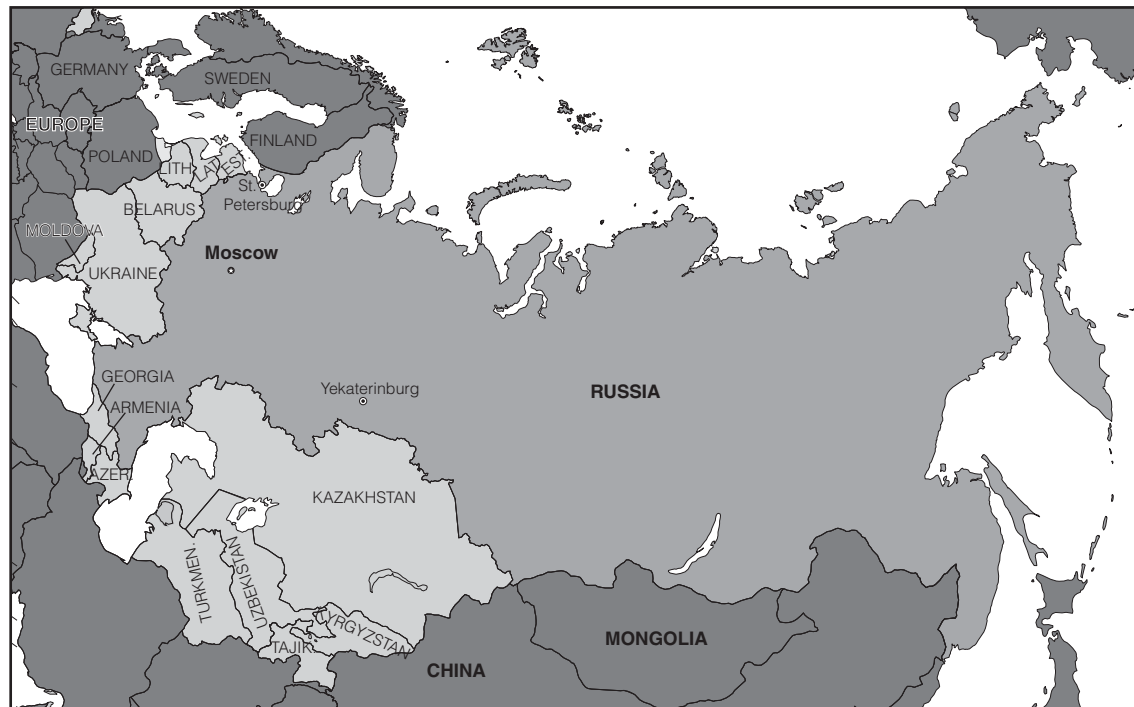 GERMANY
SWEDEN
EUROPE
FINLAND
POLAND
LITH.
LAT.
EST.
St.
Petersburg
BELARUS
MOLDOVA
Moscow
UKRAINE
GEORGIA
Yekaterinburg
RUSSIA
ARMENIA
AZER.
KAZAKHSTAN
TURKMEN.
UZBEKISTAN
KYRGYZSTAN
TAJIK.
MONGOLIA
CHINA